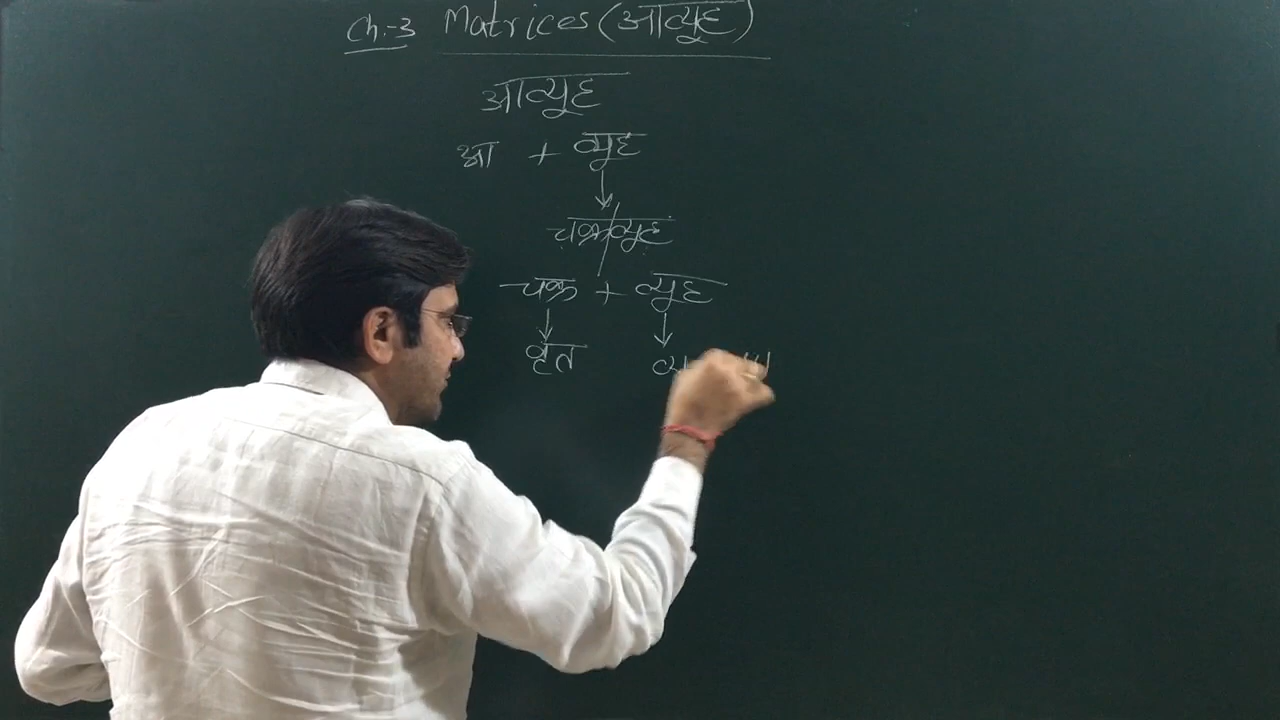 Ch.-3 Matrices (आव्यूह)
आव्यूह
आ + व्यूह
चक्रव्यूह
चक्र + व्यूह
वृत